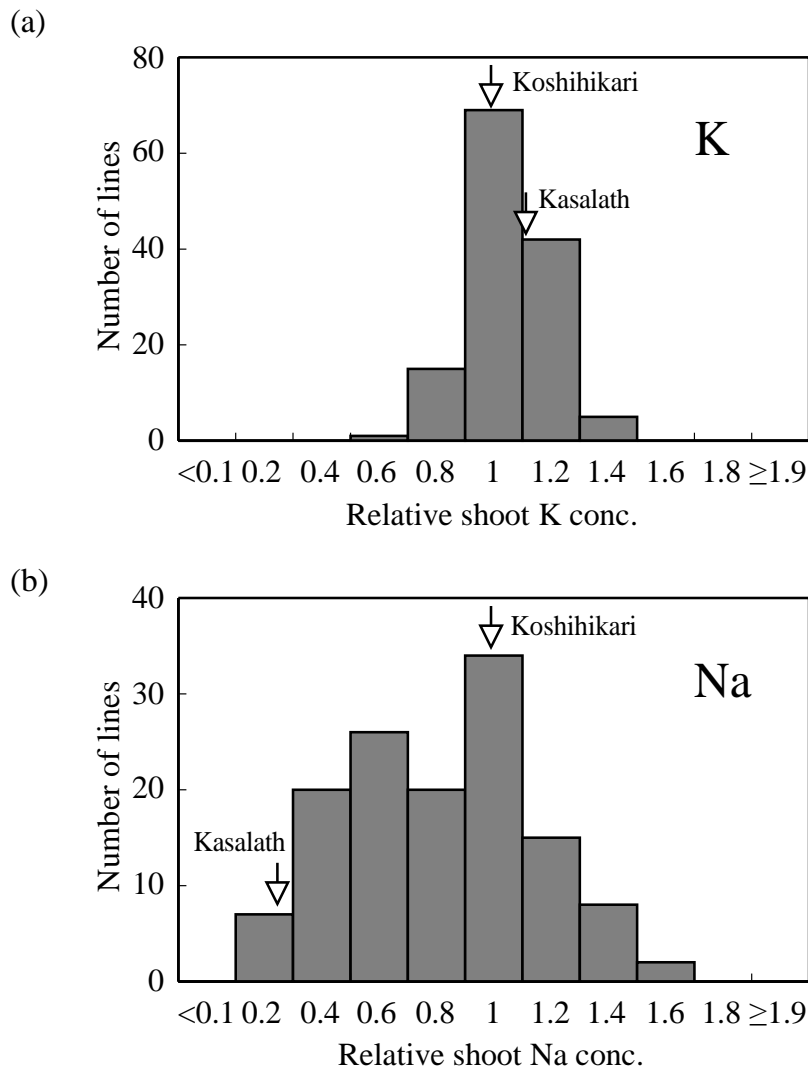 (a)
80
60
40
20
0
Number of lines
Koshihikari
Kasalath
K
<0.1 0.2 0.4 0.6 0.8 1 1.2 1.4 1.6 1.8 ≥1.9
Relative shoot K conc.
(b)
40
30
20
10
0
Number of lines
Koshihikari
Kasalath
Na
<0.1 0.2 0.4 0.6 0.8 1 1.2 1.4 1.6 1.8 ≥1.9
Relative shoot Na conc.